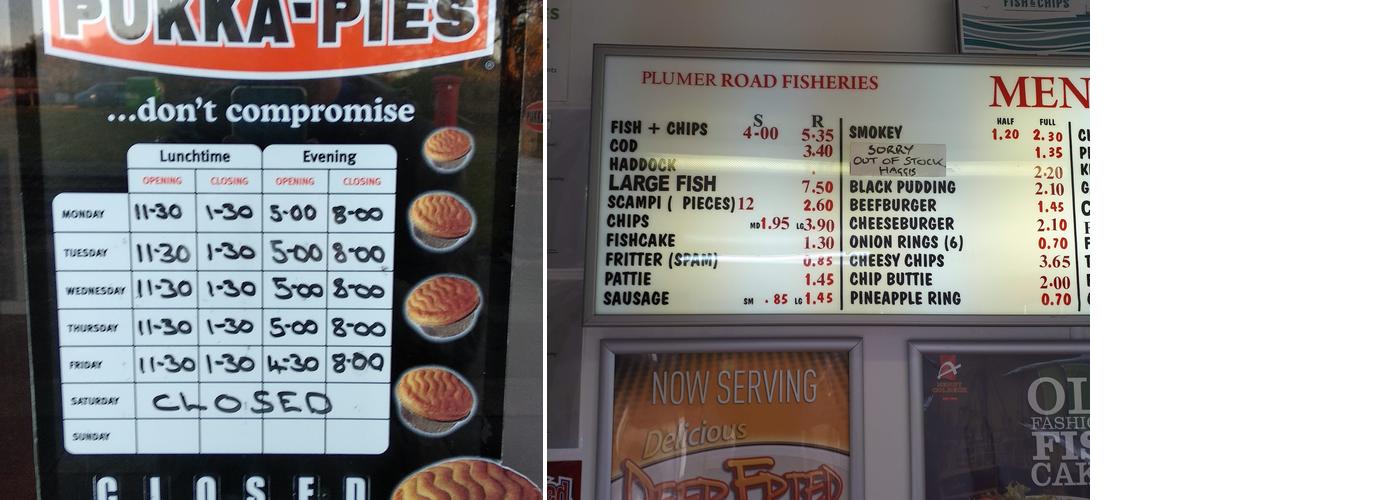 PUKKA-PIES
...don't compromise
Lunchtime Evening
OPENING CLOSING OPENING CLOSING
MONDAY 11-30 1-30 5-00 8-00
TUESDAY 11-30 1-30 5-00 8-00
WEDNESDAY 11-30 1-30 5-00 8-00
THURSDAY 11-30 1-30 5-00 8-00
FRIDAY 11-30 1-30 4-30 8-00
SATURDAY CLOSED
SUNDAY
CLOSED
FISH & CHIPS
PLUMER ROAD FISHERIES
MEN
S R
FISH + CHIPS 4-00 5-35
COD 3.40
HADDOCK
LARGE FISH 7.50
SCAMPI ( PIECES) 12 2.60
CHIPS MD 1.95 LG 3.90
FISHCAKE 1.30
FRITTER (SPAM) 0.85
PATTIE 1.45
SAUSAGE SM .85 LG 1.45
HALF FULL
SMOKEY 1.20 2.30
SORRY
OUT OF STOCK
1.35
HAGGIS 2.20
BLACK PUDDING 2.10
BEEFBURGER 1.45
CHEESEBURGER 2.10
ONION RINGS (6) 0.70
CHEESY CHIPS 3.65
CHIP BUTTIE 2.00
PINEAPPLE RING 0.70
NOW SERVING
Delicious
DEEP FRIED
OL
FASHIO
FIS
CAK